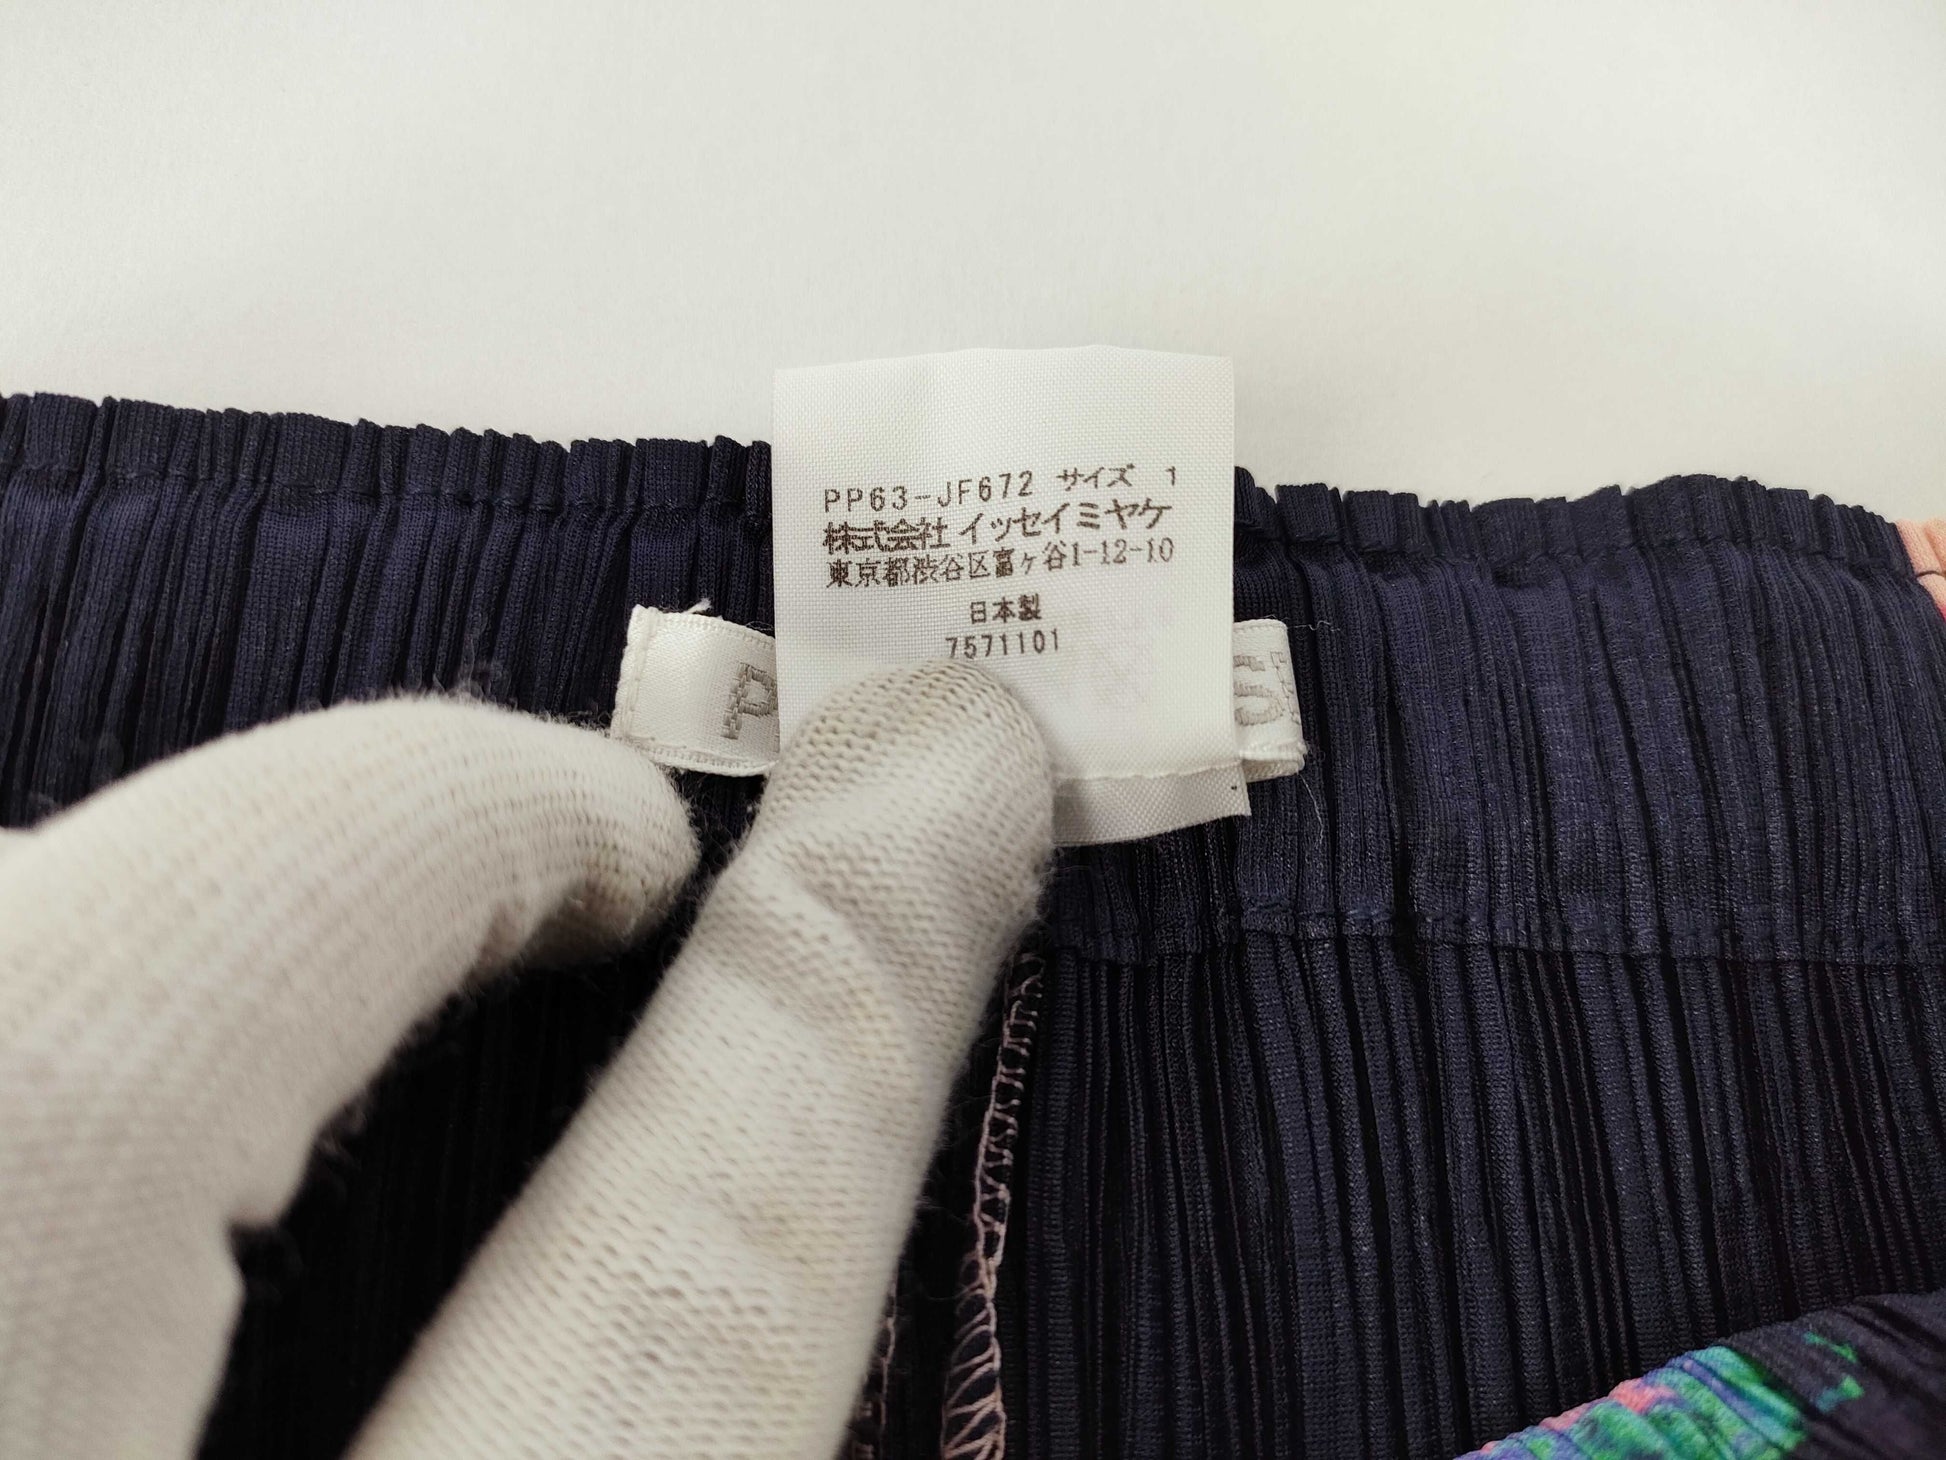 PP63-JF672 サイズ 1
株式会社 イッセイミヤケ
東京都渋谷区富ヶ谷1-12-10
日本製
7571101
P